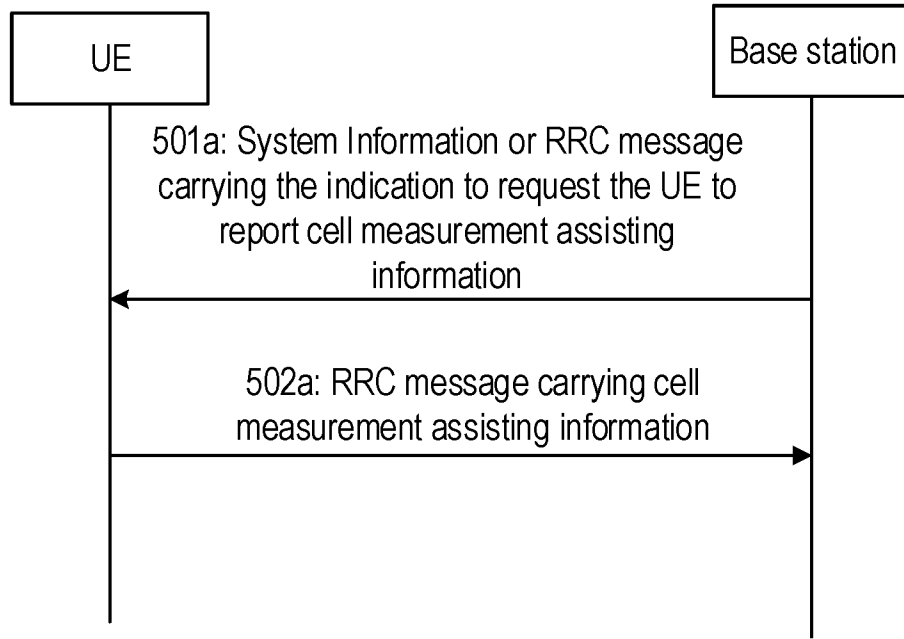 UE
Base station
501a: System Information or RRC message
carrying the indication to request the UE to
report cell measurement assisting
information
502a: RRC message carrying cell
measurement assisting information